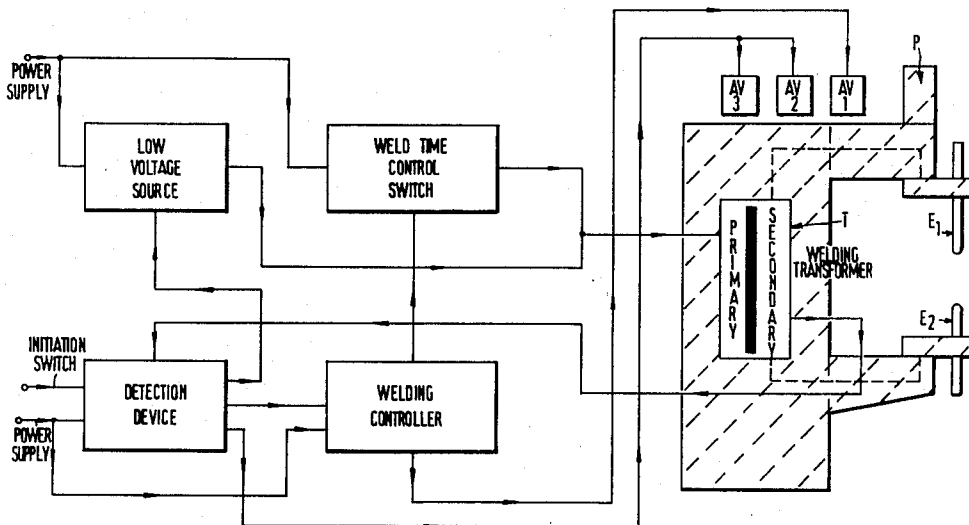 POWER
SUPPLY
LOW
VOLTAGE
SOURCE
WELD TIME
CONTROL
SWITCH
AV
3
AV
2
AV
1
P
PRIMARY
SECONDARY
T
WELDING
TRANSFORMER
E1
E2
INITIATION
SWITCH
DETECTION
DEVICE
WELDING
CONTROLLER
POWER
SUPPLY